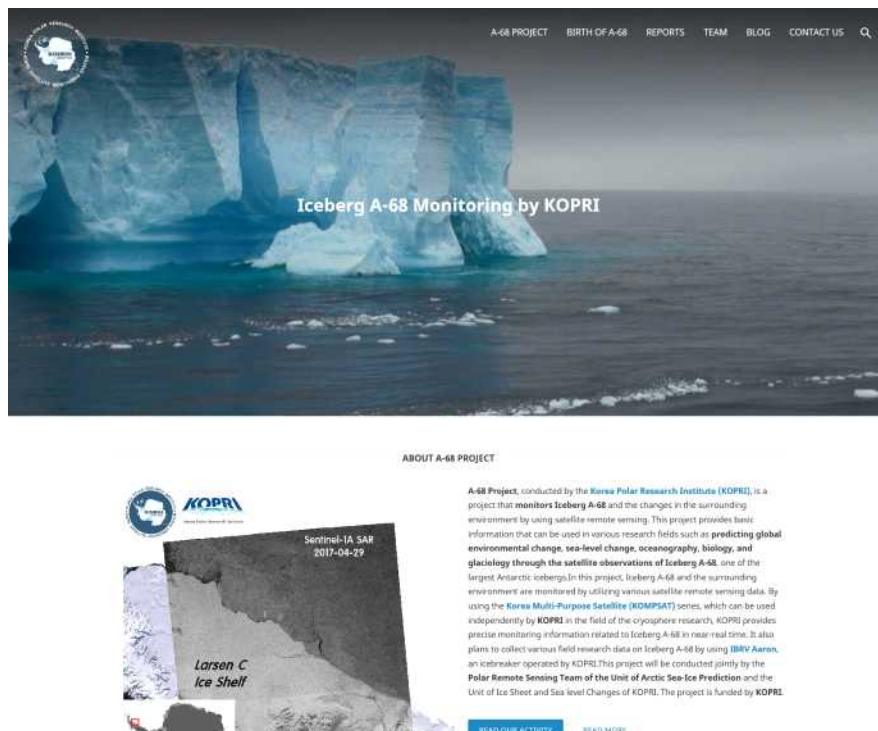 A-68 PROJECT BIRTH OF A-68 REPORTS TEAM BLOG CONTACT US
Iceberg A-68 Monitoring by KOPRI
ABOUT A-68 PROJECT
KOPRI
Sentinel-1A SAR
2017-04-29
Larsen C
Ice Shelf
A-68 Project, conducted by the Korea Polar Research Institute (KOPRI), is a
project that monitors Iceberg A-68 and the changes in the surrounding
environment by using satellite remote sensing. This project provides basic
information that can be used in various research fields such as predicting global
environmental change, sea-level change, oceanography, biology, and
glaciology through the satellite observations of Iceberg A-68, one of the
largest Antarctic icebergs.In this project, Iceberg A-68 and the surrounding
environment are monitored by utilizing various satellite remote sensing data. By
using the Korea Multi-Purpose Satellite (KOMPSAT) series, which can be used
independently by KOPRI in the field of the cryosphere research, KOPRI provides
precise monitoring information related to Iceberg A-68 in near-real time. It also
plans to collect various field research data on Iceberg A-68 by using IBRV Aaron,
an icebreaker operated by KOPRI.This project will be conducted jointly by the
Polar Remote Sensing Team of the Unit of Arctic Sea-Ice Prediction and the
Unit of Ice Sheet and Sea level Changes of KOPRI. The project is funded by KOPRI.
READ OUR ACTIVITY READ MORE